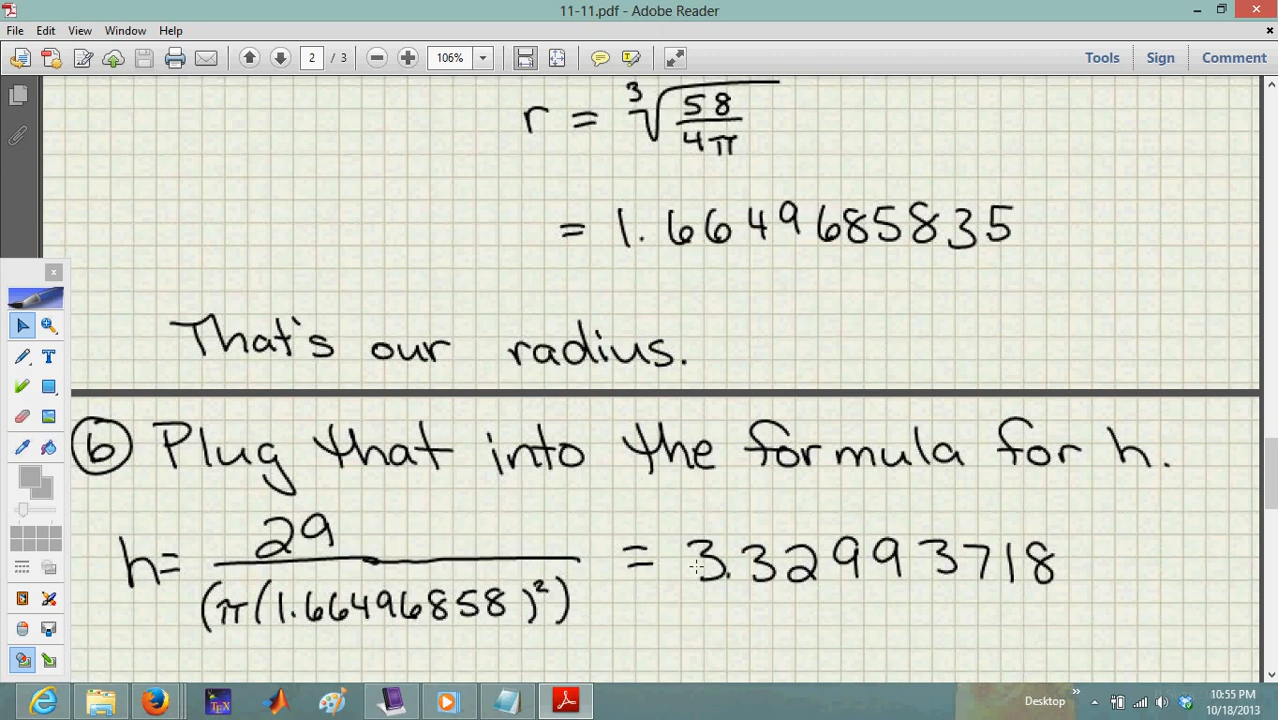 11-11.pdf - Adobe Reader
File Edit View Window Help
2 / 3 106% Tools Sign Comment
r = ∛(58/4π)
= 1.6649685835
That's our radius.
⑥ Plug that into the formula for h.
h= 29/(π(1.66496858)²) = 3.32993718
TEX
Desktop
10:55 PM
10/18/2013